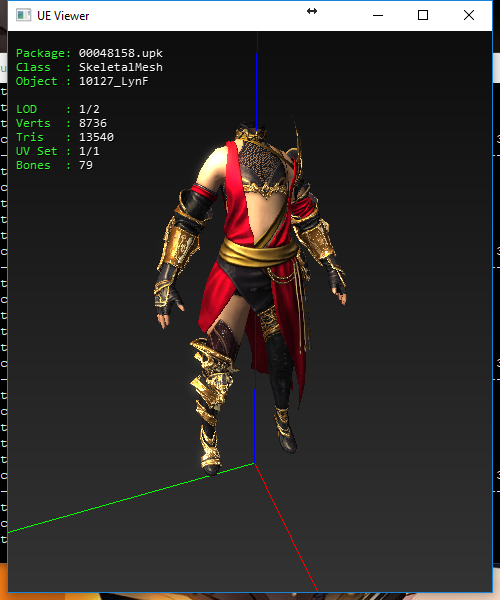 UE Viewer
Package: 00048158.upk
Class : SkeletalMesh
Object : 10127_LynF
LOD : 1/2
Verts : 8736
Tris : 13540
UV Set : 1/1
Bones : 79